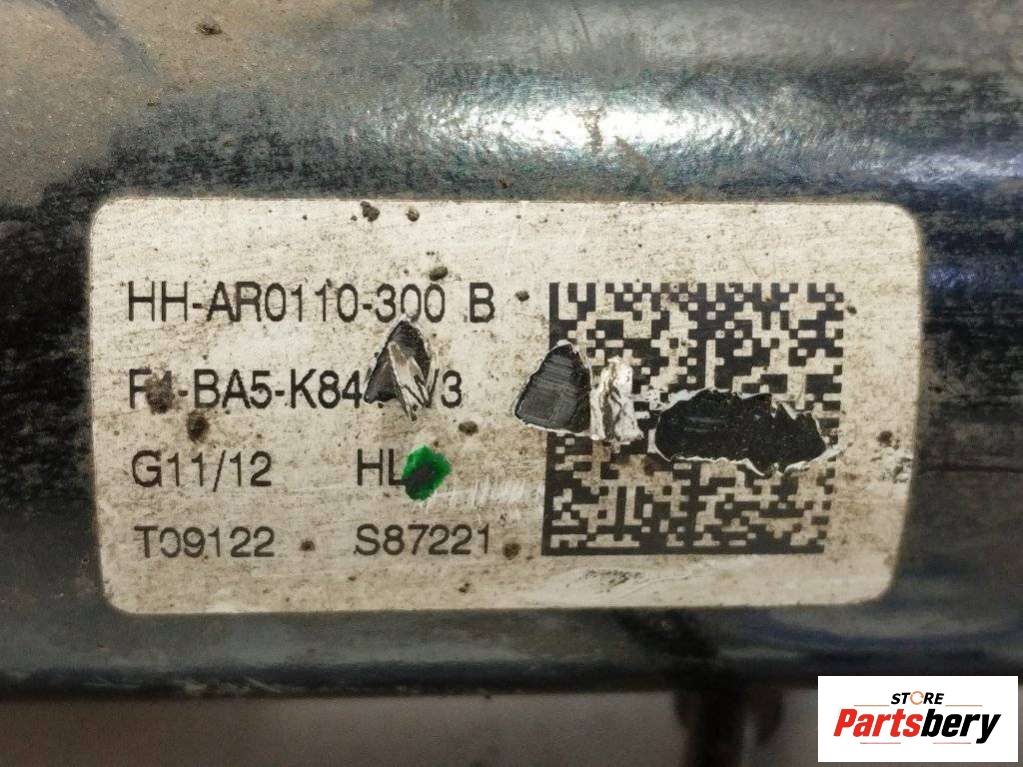 HH-AR0110-300 B
G11/12
T09122 S87221
STORE
Partsbery